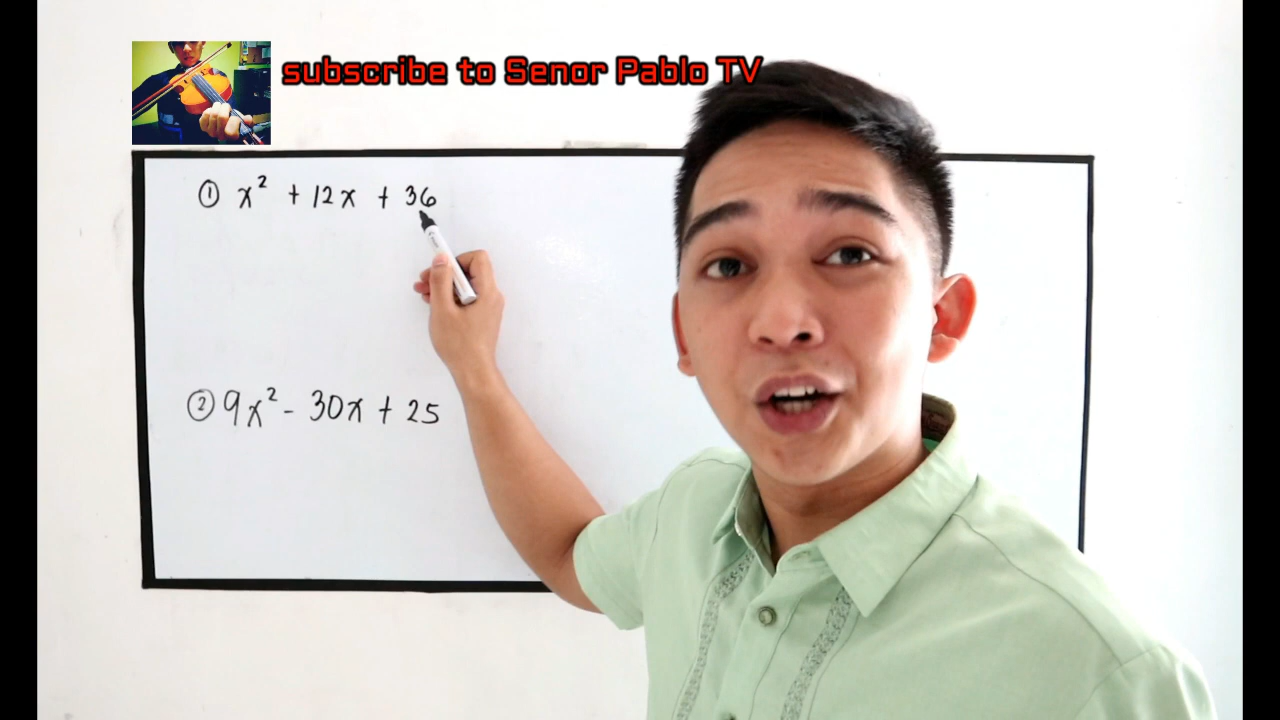 subscribe to Senor Pablo TV
① x² + 12x + 36
② 9x² - 30x + 25